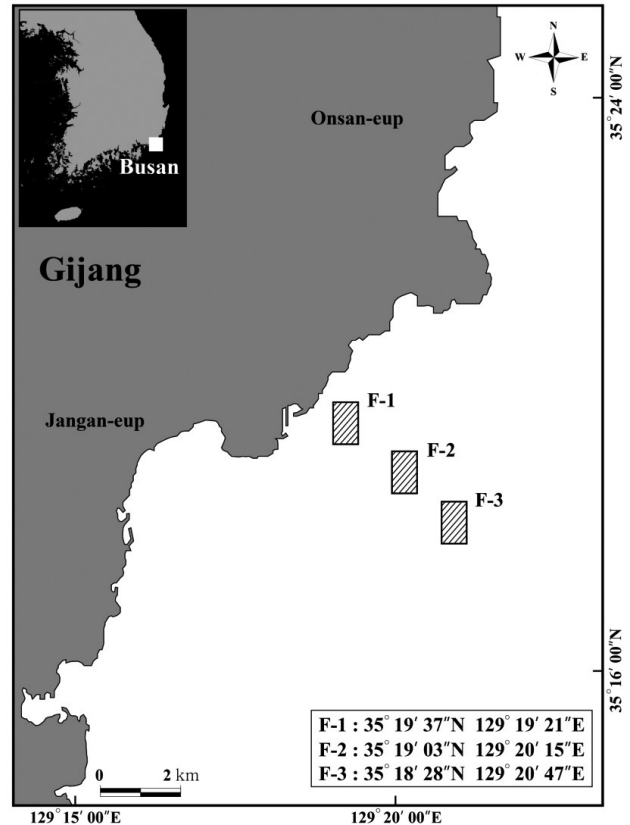 N
W E
S
Busan
Onsan-eup
Gijang
Jangan-eup
F-1
F-2
F-3
35° 24′ 00″N
35° 16′ 00″N
F-1 : 35° 19′ 37″N 129° 19′ 21″E
F-2 : 35° 19′ 03″N 129° 20′ 15″E
F-3 : 35° 18′ 28″N 129° 20′ 47″E
0 2 km
129° 15′ 00″E 129° 20′ 00″E